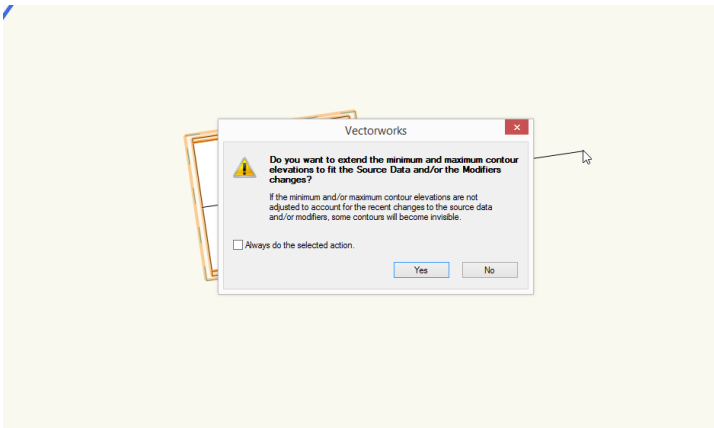 Vectorworks
Do you want to extend the minimum and maximum contour
elevations to fit the Source Data and/or the Modifiers
changes?
If the minimum and/or maximum contour elevations are not
adjusted to account for the recent changes to the source data
and/or modifiers, some contours will become invisible.
Always do the selected action.
Yes No